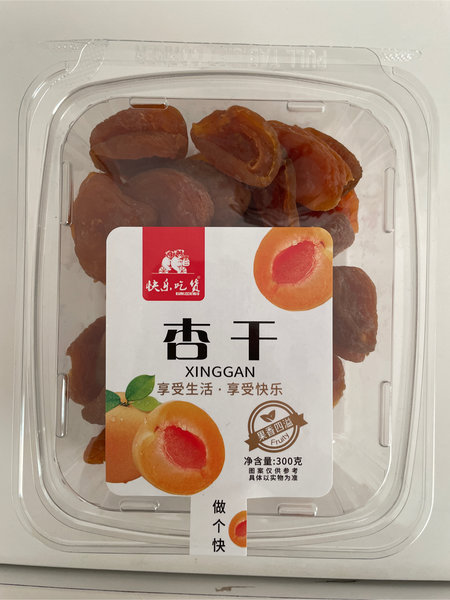 快乐吃货
杏干
XINGGAN
享受生活·享受快乐
果香四溢
Fruity
净含量:300克
图案仅供参考
具体以实物为准
做
个
快